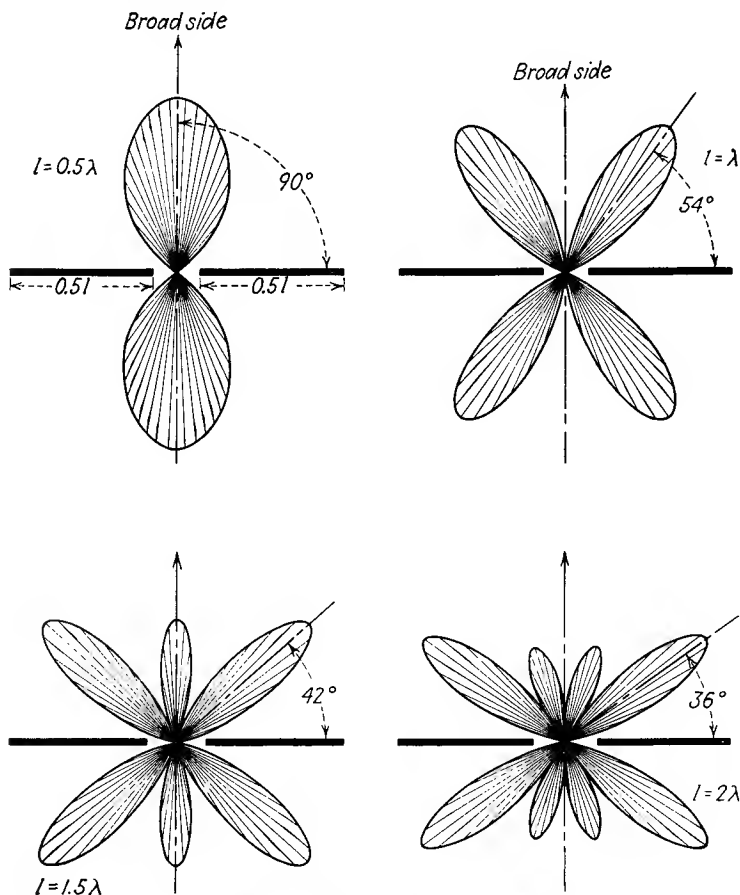 Broad side
l=0.5λ
90°
0.5l
0.5l
Broad side
l=λ
54°
42°
l=1.5λ
36°
l=2λ